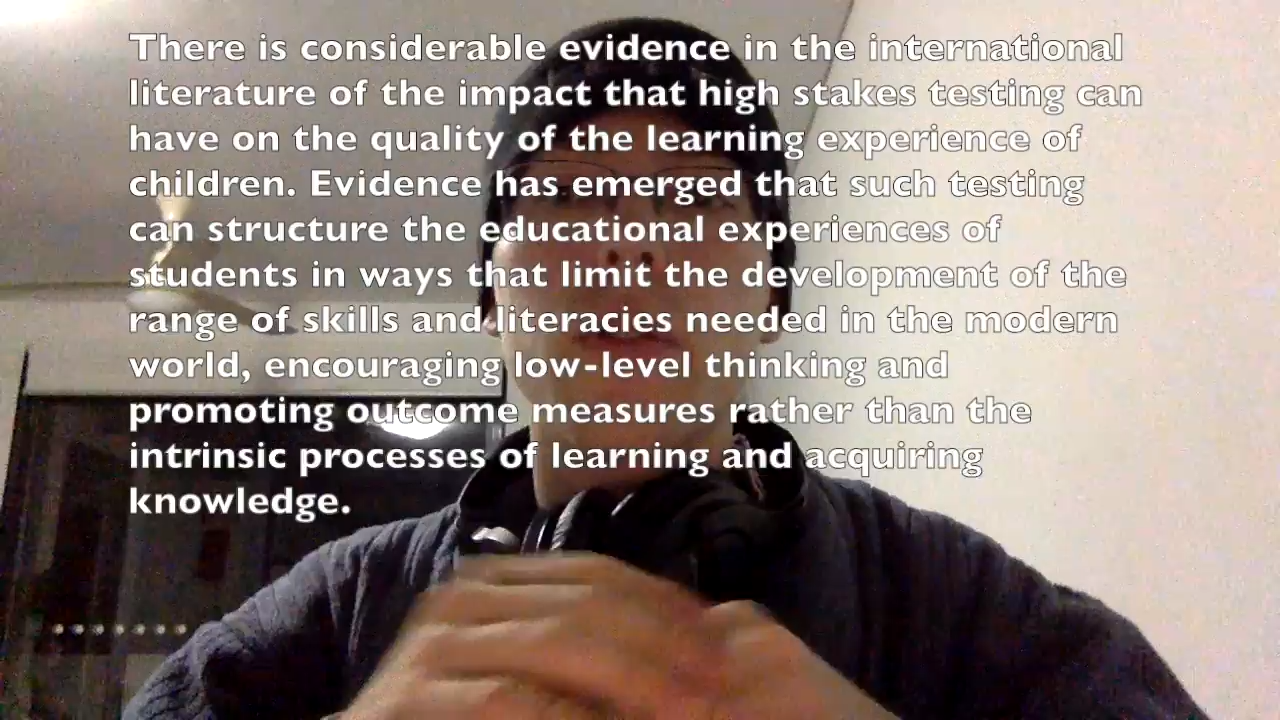 There is considerable evidence in the international
literature of the impact that high stakes testing can
have on the quality of the learning experience of
children. Evidence has emerged that such testing
can structure the educational experiences of
students in ways that limit the development of the
range of skills and literacies needed in the modern
world, encouraging low-level thinking and
promoting outcome measures rather than the
intrinsic processes of learning and acquiring
knowledge.